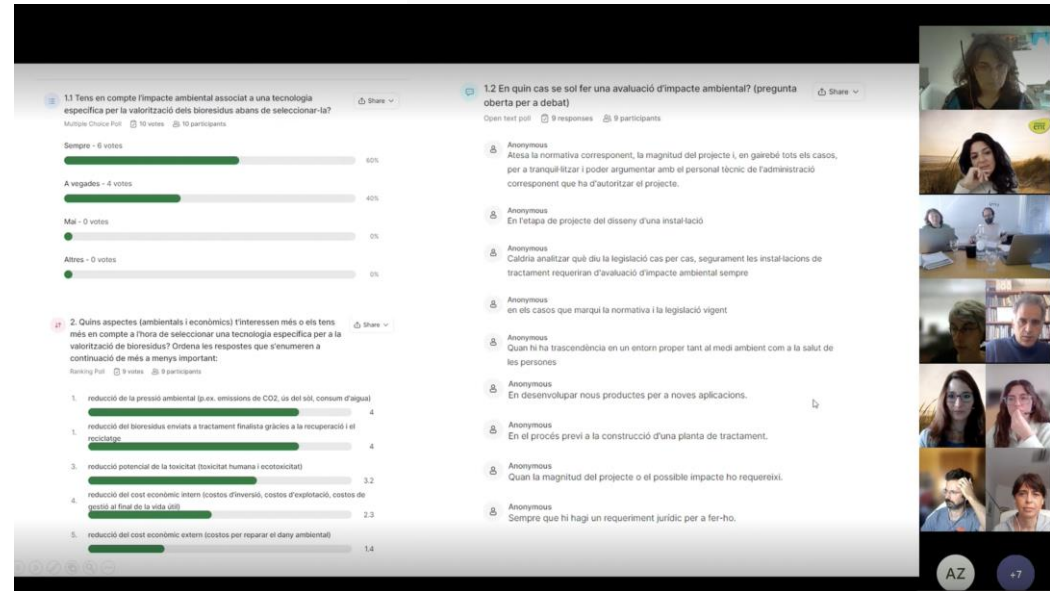 1.1 Tens en compte l'impacte ambiental associat a una tecnologia
específica per la valorització dels bioresidus abans de seleccionar-la?
Share
Multiple Choice Poll 10 votes 10 participants
Sempre - 6 votes
60%
A vegades - 4 votes
40%
Mai - 0 votes
0%
Altres - 0 votes
0%
2. Quins aspectes (ambientals i econòmics) t'interessen més o els tens
més en compte a l'hora de seleccionar una tecnologia específica per a la
valorització de bioresidus? Ordena les respostes que s'enumeren a
continuació de més a menys important:
Share
Ranking Poll 9 votes 9 participants
1. reducció de la pressió ambiental (p.ex. emissions de CO2, ús del sòl, consum d'aigua)
4
1. reducció del bioresidus enviats a tractament finalista gràcies a la recuperació i el
reciclatge
4
3. reducció potencial de la toxicitat (toxicitat humana i ecotoxicitat)
3.2
4. reducció del cost econòmic intern (costos d'inversió, costos d'explotació, costos de
gestió al final de la vida útil)
2.3
5. reducció del cost econòmic extern (costos per reparar el dany ambiental)
1.4
1.2 En quin cas se sol fer una avaluació d'impacte ambiental? (pregunta
oberta per a debat)
Share
Open text poll 9 responses 9 participants
Anonymous
Atesa la normativa corresponent, la magnitud del projecte i, en gairebé tots els casos,
per a tranquil·litzar i poder argumentar amb el personal tècnic de l'administració
corresponent que ha d'autoritzar el projecte.
Anonymous
En l'etapa de projecte del disseny d'una instal·lació
Anonymous
Caldria analitzar què diu la legislació cas per cas, segurament les instal·lacions de
tractament requeriran d'avaluació d'impacte ambiental sempre
Anonymous
en els casos que marqui la normativa i la legislació vigent
Anonymous
Quan hi ha trascendència en un entorn proper tant al medi ambient com a la salut de
les persones
Anonymous
En desenvolupar nous productes per a noves aplicacions.
Anonymous
En el procés previ a la construcció d'una planta de tractament.
Anonymous
Quan la magnitud del projecte o el possible impacte ho requereixi.
Anonymous
Sempre que hi hagi un requeriment jurídic per a fer-ho.
ent
AZ
+7